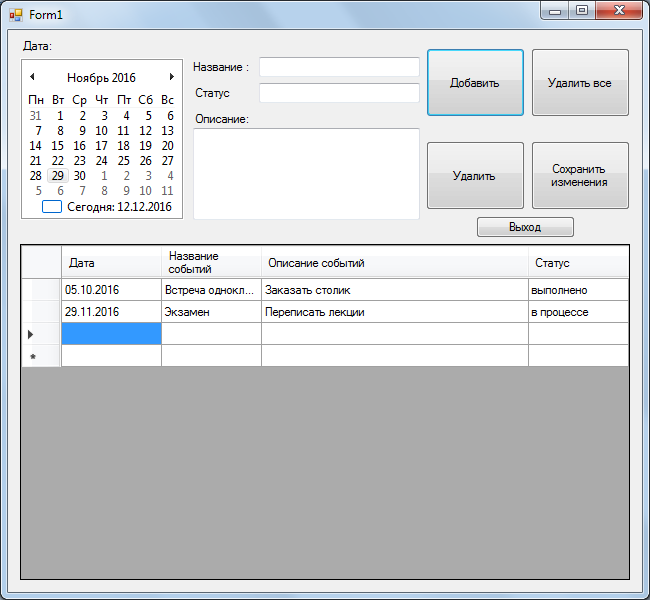 Form1
Дата:
Ноябрь 2016
Пн Вт Ср Чт Пт Сб Вс
31 1 2 3 4 5 6
7 8 9 10 11 12 13
14 15 16 17 18 19 20
21 22 23 24 25 26 27
28 29 30 1 2 3 4
5 6 7 8 9 10 11
Сегодня: 12.12.2016
Название :
Статус
Описание:
Добавить
Удалить все
Удалить
Сохранить
изменения
Выход
Дата Название событий Описание событий Статус
05.10.2016 Встреча однокл... Заказать столик выполнено
29.11.2016 Экзамен Переписать лекции в процессе